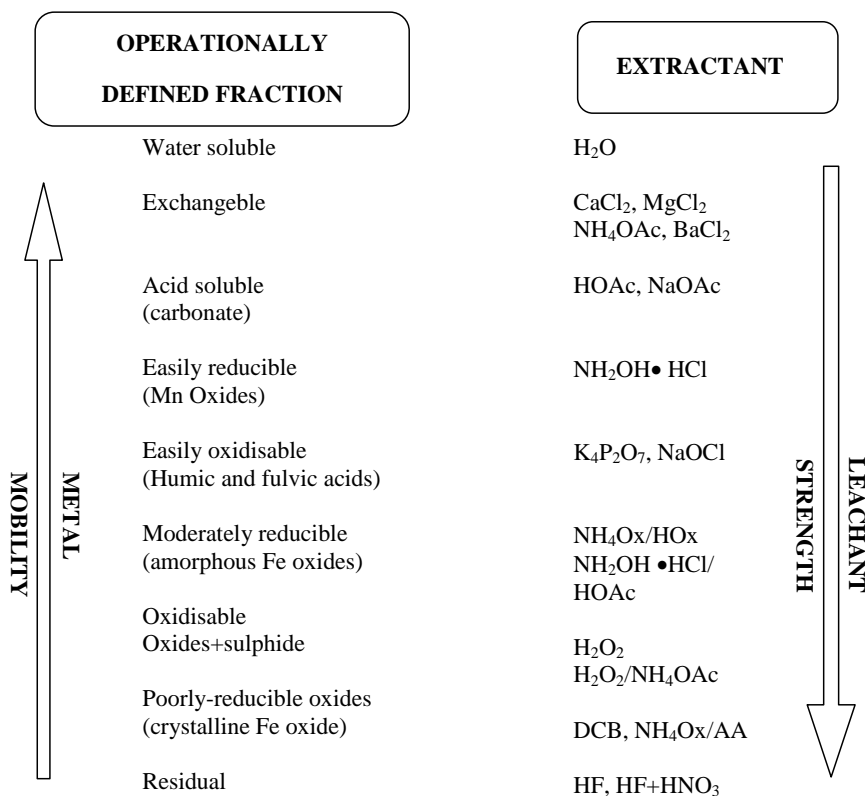 OPERATIONALLY
DEFINED FRACTION
EXTRACTANT
Water soluble
H₂O
Exchangeble
CaCl₂, MgCl₂
NH₄OAc, BaCl₂
Acid soluble
(carbonate)
HOAc, NaOAc
Easily reducible
(Mn Oxides)
NH₂OH• HCl
Easily oxidisable
(Humic and fulvic acids)
K₄P₂O₇, NaOCl
Moderately reducible
(amorphous Fe oxides)
NH₄Ox/HOx
NH₂OH •HCl/
HOAc
Oxidisable
Oxides+sulphide
H₂O₂
H₂O₂/NH₄OAc
Poorly-reducible oxides
(crystalline Fe oxide)
DCB, NH₄Ox/AA
Residual
HF, HF+HNO₃
METAL
MOBILITY
LEACHANT
STRENGTH